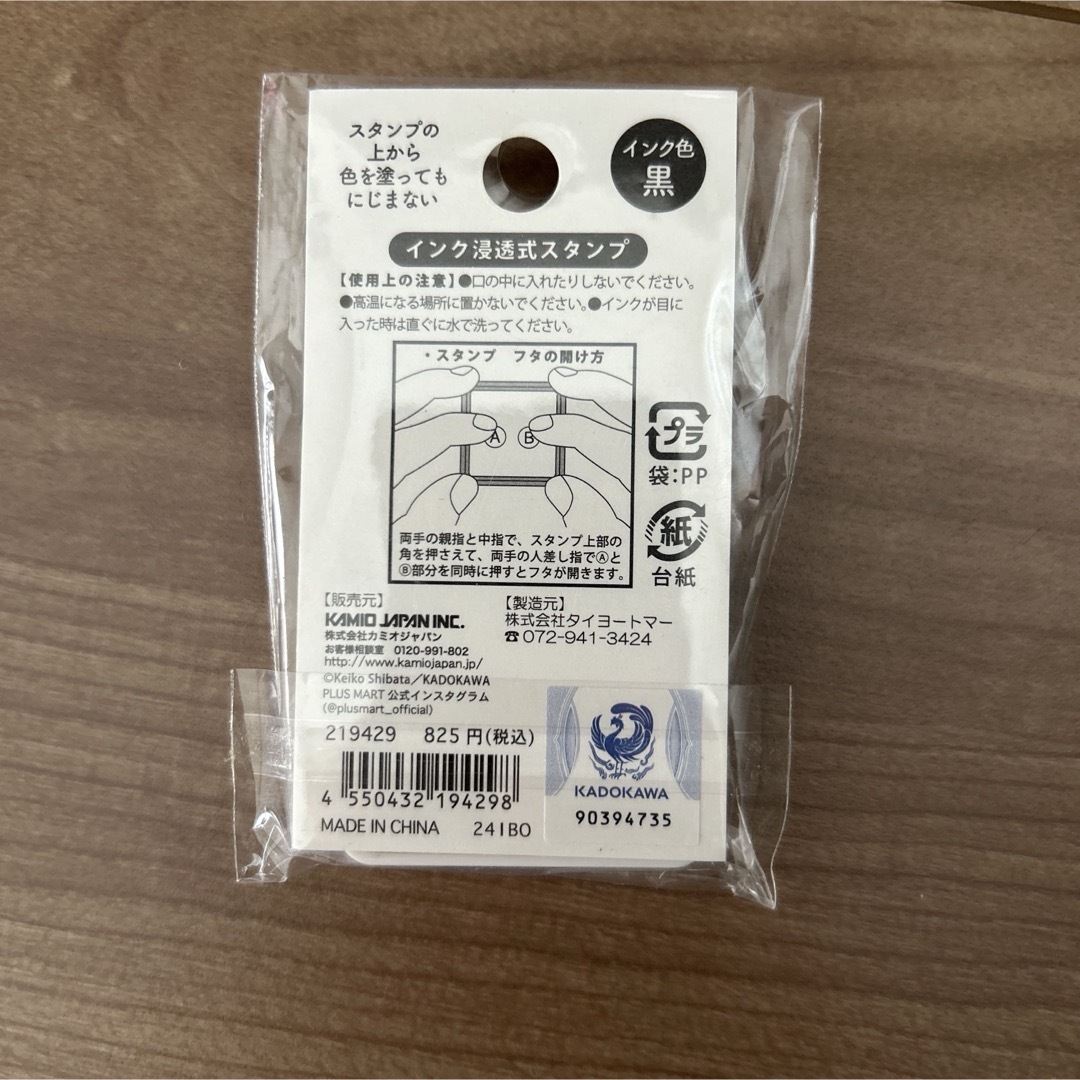 スタンプの
上から
色を塗っても
にじまない
インク色
黒
インク浸透式スタンプ
【使用上の注意】●口の中に入れたりしないでください。
●高温になる場所に置かないでください。●インクが目に
入った時は直ぐに水で洗ってください。
・スタンプ フタの開け方
A B
両手の親指と中指で、スタンプ上部の
角を押さえて、両手の人差し指でⒶと
Ⓑ部分を同時に押すとフタが開きます。
プラ
袋:PP
紙
台紙
【販売元】
KAMIO JAPAN INC.
株式会社カミオジャパン
お客様相談室 0120-991-802
http://www.kamiojapan.jp/
©Keiko Shibata/KADOKAWA
PLUS MART 公式インスタグラム
(@plusmart_official)
【製造元】
株式会社タイヨートマー
☎072-941-3424
219429 825円(税込)
4 550432 194298
MADE IN CHINA 241BO
KADOKAWA
90394735